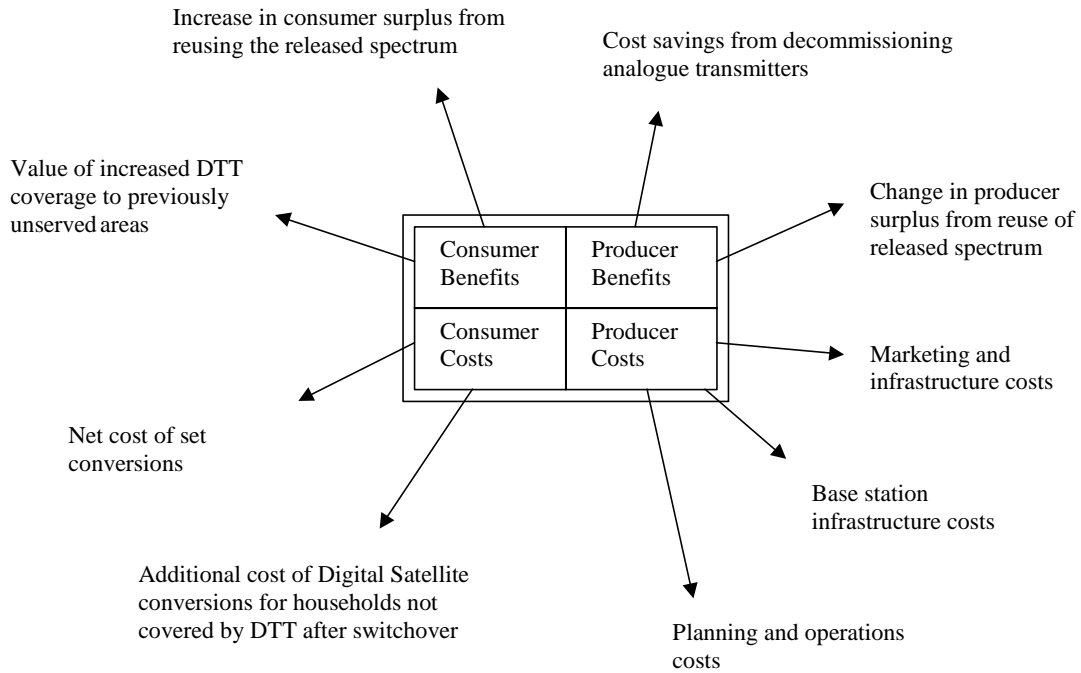 Increase in consumer surplus from
reusing the released spectrum
Cost savings from decommissioning
analogue transmitters
Value of increased DTT
coverage to previously
unserved areas
Change in producer
surplus from reuse of
released spectrum
Consumer
Benefits
Producer
Benefits
Consumer
Costs
Producer
Costs
Marketing and
infrastructure costs
Net cost of set
conversions
Base station
infrastructure costs
Additional cost of Digital Satellite
conversions for households not
covered by DTT after switchover
Planning and operations
costs